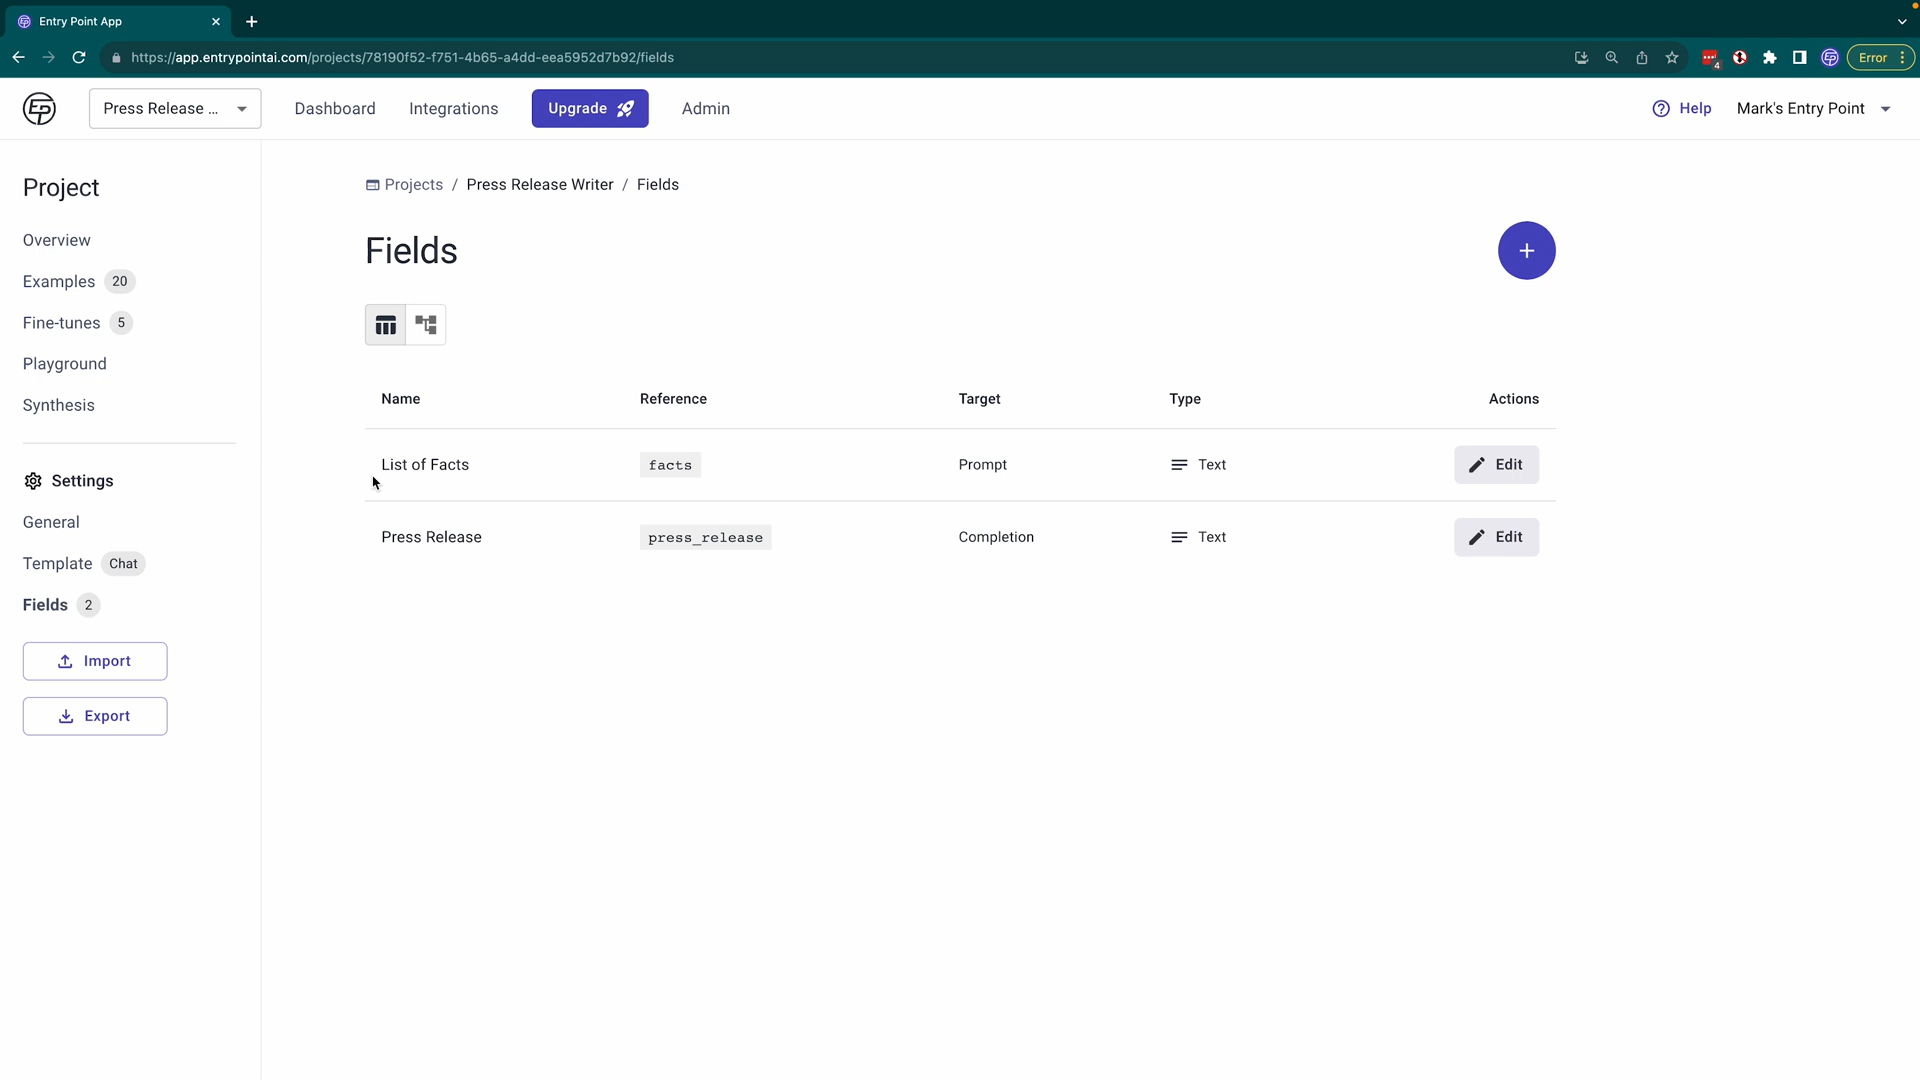 Entry Point App
https://app.entrypointai.com/projects/78190f52-f751-4b65-a4dd-eea5952d7b92/fields
4
Error
EP
Press Release ...
Dashboard
Integrations
Upgrade
Admin
Help
Mark's Entry Point
Project
Overview
Examples 20
Fine-tunes 5
Playground
Synthesis
Settings
General
Template Chat
Fields 2
Import
Export
Projects / Press Release Writer / Fields
Fields
Name Reference Target Type Actions
List of Facts facts Prompt Text Edit
Press Release press_release Completion Text Edit